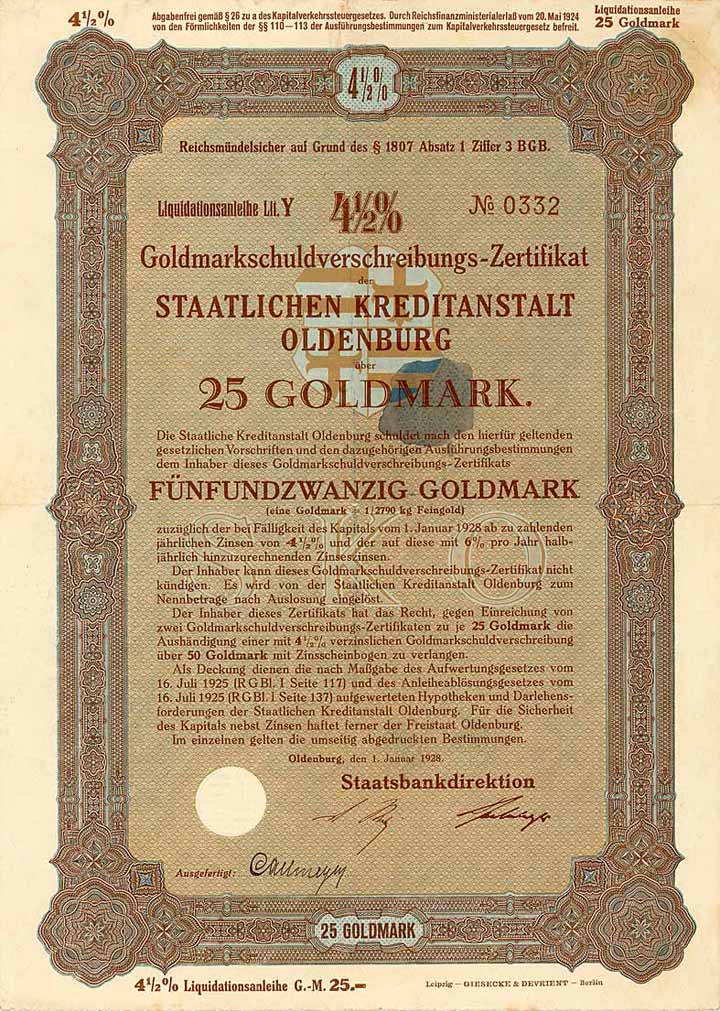 4½%
Abgabenfrei gemäß § 26 zu a des Kapitalverkehrssteuergesetzes. Durch Reichsfinanzministerialerlaß vom 20. Mai 1924
von den Förmlichkeiten der §§ 110—113 der Ausführungsbestimmungen zum Kapitalverkehrssteuergesetz befreit.
Liquidationsanleihe
25 Goldmark
4½%
Reichsmündelsicher auf Grund des § 1807 Absatz 1 Ziffer 3 BGB.
Liquidationsanleihe Lit. Y 4½% № 0332
Goldmarkschuldverschreibungs-Zertifikat
der
STAATLICHEN KREDITANSTALT
OLDENBURG
über
25 GOLDMARK.
Die Staatliche Kreditanstalt Oldenburg schuldet nach den hierfür geltenden
gesetzlichen Vorschriften und den dazugehörigen Ausführungsbestimmungen
dem Inhaber dieses Goldmarkschuldverschreibungs-Zertifikats
FÜNFUNDZWANZIG GOLDMARK
(eine Goldmark = 1/2790 kg Feingold)
zuzüglich der bei Fälligkeit des Kapitals vom 1. Januar 1928 ab zu zahlenden
jährlichen Zinsen von 4½% und der auf diese mit 6% pro Jahr halb-
jährlich hinzuzurechnenden Zinseszinsen.
Der Inhaber kann dieses Goldmarkschuldverschreibungs-Zertifikat nicht
kündigen. Es wird von der Staatlichen Kreditanstalt Oldenburg zum
Nennbetrage nach Auslosung eingelöst.
Der Inhaber dieses Zertifikats hat das Recht, gegen Einreichung von
zwei Goldmarkschuldverschreibungs-Zertifikaten zu je 25 Goldmark die
Aushändigung einer mit 4½% verzinslichen Goldmarkschuldverschreibung
über 50 Goldmark mit Zinsscheinbogen zu verlangen.
Als Deckung dienen die nach Maßgabe des Aufwertungsgesetzes vom
16. Juli 1925 (RGBl. I Seite 117) und des Anleiheablösungsgesetzes vom
16. Juli 1925 (RGBl. I Seite 137) aufgewerteten Hypotheken und Darlehens-
forderungen der Staatlichen Kreditanstalt Oldenburg. Für die Sicherheit
des Kapitals nebst Zinsen haftet ferner der Freistaat Oldenburg.
Im einzelnen gelten die umseitig abgedruckten Bestimmungen.
Oldenburg, den 1. Januar 1928.
Staatsbankdirektion
Ausgefertigt:
25 GOLDMARK
4½% Liquidationsanleihe G.-M. 25.—
Leipzig — GIESECKE & DEVRIENT — Berlin